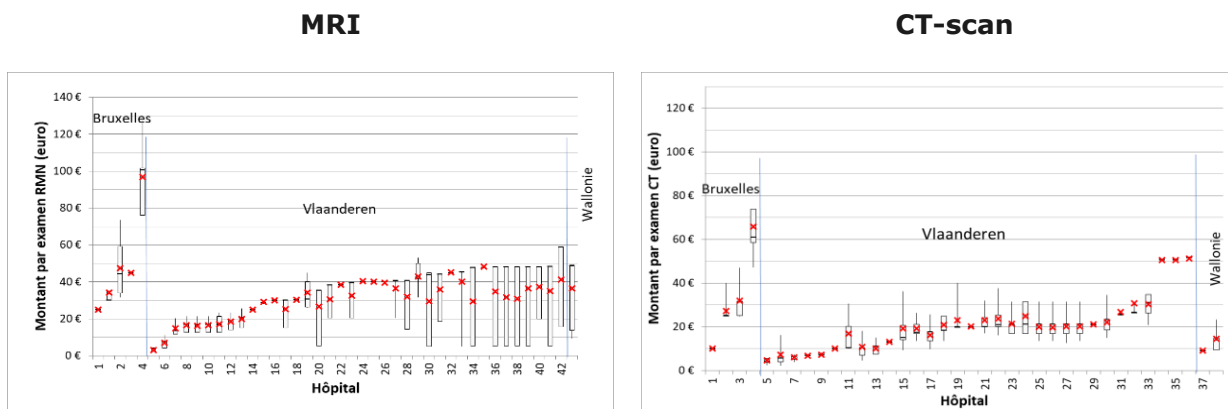 MRI
CT-scan
Montant par examen RMN (euro)
140 €
120 €
100 €
80 €
60 €
40 €
20 €
0 €
Bruxelles
Vlaanderen
Wallonie
1 2 4 6 8 10 12 14 16 18 20 22 24 26 28 30 32 34 36 38 40 42
Hôpital
Montant par examen CT (euro)
120 €
100 €
80 €
60 €
40 €
20 €
0 €
Bruxelles
Vlaanderen
Wallonie
1 3 5 7 9 11 13 15 17 19 21 23 25 27 29 31 33 35 37
Hôpital